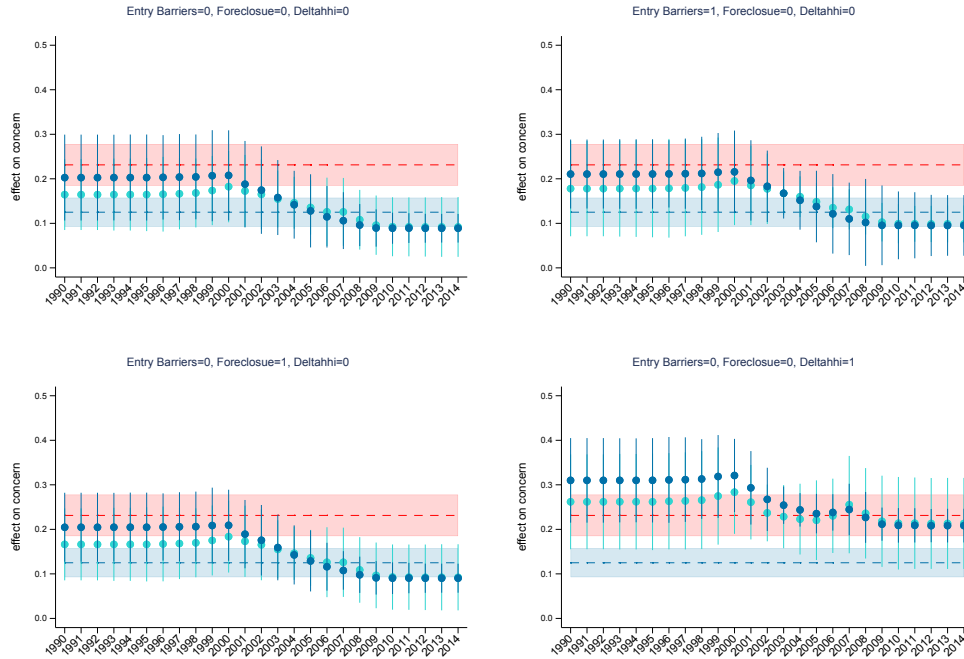 Entry Barriers=0, Foreclosue=0, Deltahhi=0
effect on concern
0.5
0.4
0.3
0.2
0.1
0.0
1990 1991 1992 1993 1994 1995 1996 1997 1998 1999 2000 2001 2002 2003 2004 2005 2006 2007 2008 2009 2010 2011 2012 2013 2014
Entry Barriers=1, Foreclosue=0, Deltahhi=0
effect on concern
0.5
0.4
0.3
0.2
0.1
0.0
1990 1991 1992 1993 1994 1995 1996 1997 1998 1999 2000 2001 2002 2003 2004 2005 2006 2007 2008 2009 2010 2011 2012 2013 2014
Entry Barriers=0, Foreclosue=1, Deltahhi=0
effect on concern
0.5
0.4
0.3
0.2
0.1
0.0
1990 1991 1992 1993 1994 1995 1996 1997 1998 1999 2000 2001 2002 2003 2004 2005 2006 2007 2008 2009 2010 2011 2012 2013 2014
Entry Barriers=0, Foreclosue=0, Deltahhi=1
effect on concern
0.5
0.4
0.3
0.2
0.1
0.0
1990 1991 1992 1993 1994 1995 1996 1997 1998 1999 2000 2001 2002 2003 2004 2005 2006 2007 2008 2009 2010 2011 2012 2013 2014